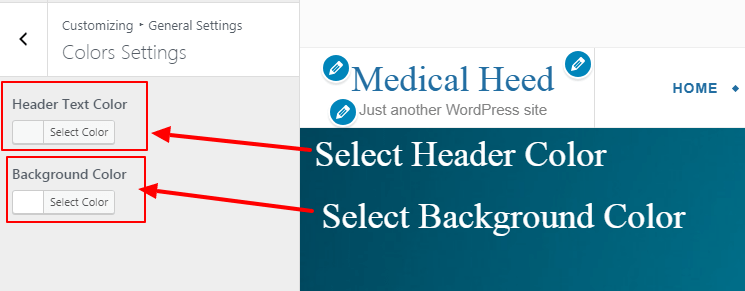 Customizing ▸ General Settings
Colors Settings
Header Text Color
Select Color
Background Color
Select Color
Medical Heed
Just another WordPress site
HOME
Select Header Color
Select Background Color